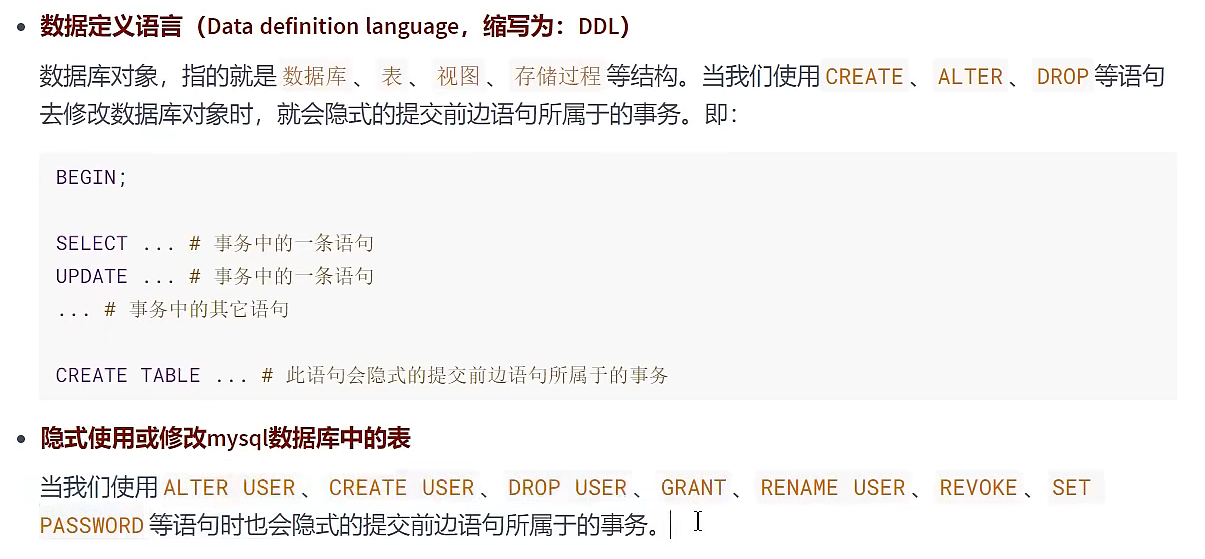 • 数据定义语言（Data definition language，缩写为：DDL）
数据库对象，指的就是 数据库 、 表 、 视图 、 存储过程 等结构。当我们使用 CREATE 、 ALTER 、 DROP 等语句
去修改数据库对象时，就会隐式的提交前边语句所属于的事务。即：
BEGIN;
SELECT ... # 事务中的一条语句
UPDATE ... # 事务中的一条语句
... # 事务中的其它语句
CREATE TABLE ... # 此语句会隐式的提交前边语句所属于的事务
• 隐式使用或修改mysql数据库中的表
当我们使用 ALTER USER 、 CREATE USER 、 DROP USER 、 GRANT 、 RENAME USER 、 REVOKE 、 SET
PASSWORD 等语句时也会隐式的提交前边语句所属于的事务。